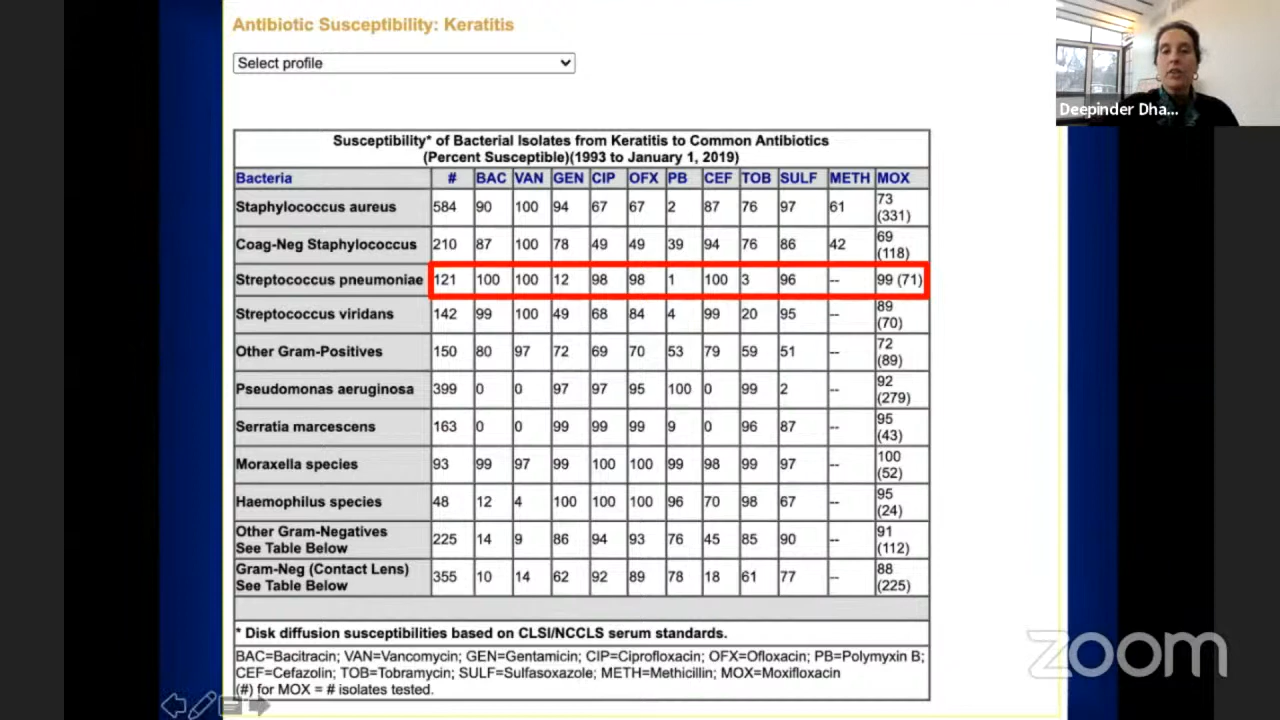 Antibiotic Susceptibility: Keratitis
Select profile
Deepinder Dha...
Susceptibility* of Bacterial Isolates from Keratitis to Common Antibiotics
(Percent Susceptible)(1993 to January 1, 2019)
Bacteria # BAC VAN GEN CIP OFX PB CEF TOB SULF METH MOX
Staphylococcus aureus 584 90 100 94 67 67 2 87 76 97 61 73 (331)
Coag-Neg Staphylococcus 210 87 100 78 49 49 39 94 76 86 42 69 (118)
Streptococcus pneumoniae 121 100 100 12 98 98 1 100 3 96 -- 99 (71)
Streptococcus viridans 142 99 100 49 68 84 4 99 20 95 -- 89 (70)
Other Gram-Positives 150 80 97 72 69 70 53 79 59 51 -- 72 (89)
Pseudomonas aeruginosa 399 0 0 97 97 95 100 0 99 2 -- 92 (279)
Serratia marcescens 163 0 0 99 99 99 9 0 96 87 -- 95 (43)
Moraxella species 93 99 97 99 100 100 99 98 99 97 -- 100 (52)
Haemophilus species 48 12 4 100 100 100 96 70 98 67 -- 95 (24)
Other Gram-Negatives
See Table Below 225 14 9 86 94 93 76 45 85 90 -- 91 (112)
Gram-Neg (Contact Lens)
See Table Below 355 10 14 62 92 89 78 18 61 77 -- 88 (225)
* Disk diffusion susceptibilities based on CLSI/NCCLS serum standards.
BAC=Bacitracin; VAN=Vancomycin; GEN=Gentamicin; CIP=Ciprofloxacin; OFX=Ofloxacin; PB=Polymyxin B;
CEF=Cefazolin; TOB=Tobramycin; SULF=Sulfasoxazole; METH=Methicillin; MOX=Moxifloxacin
(#) for MOX = # isolates tested.
zoom